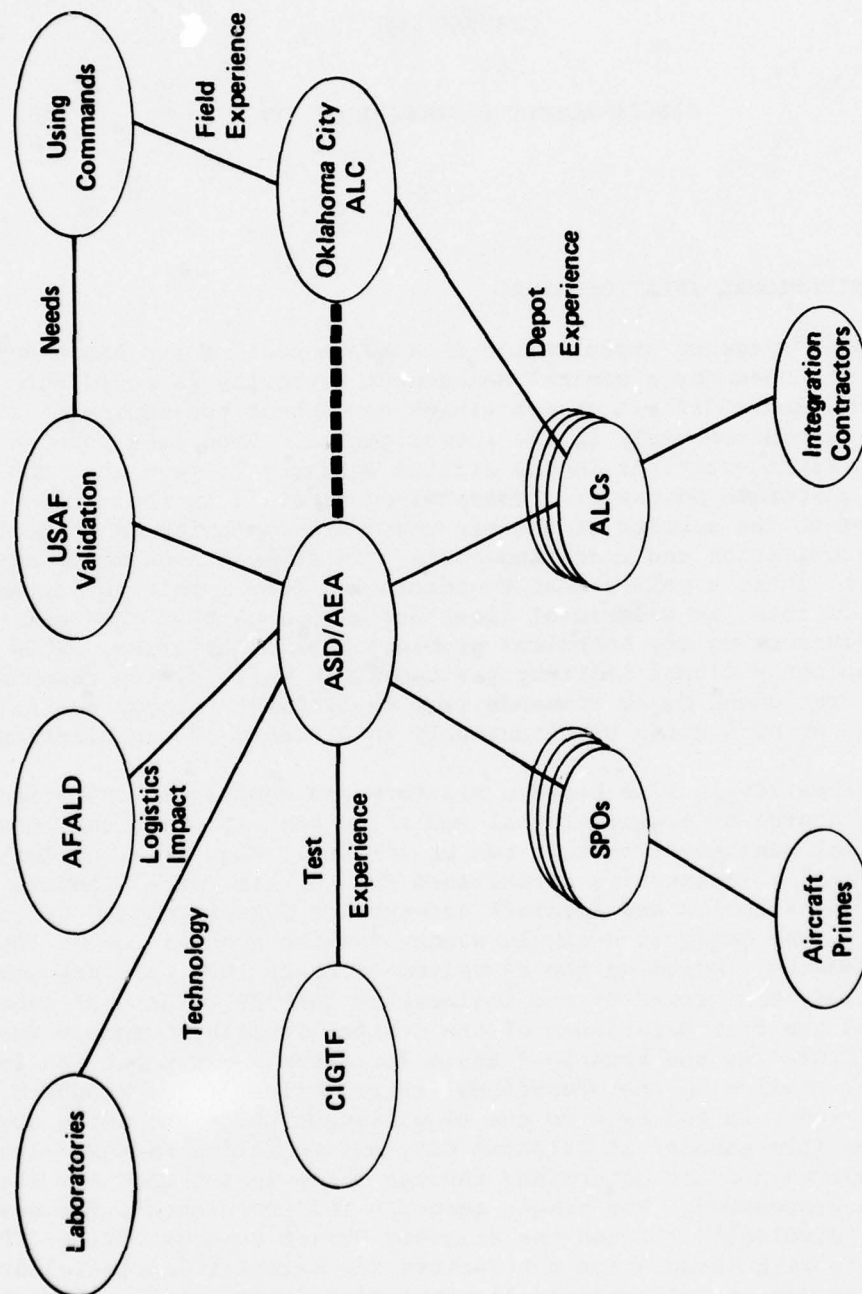 Laboratories
AFALD
USAF
Validation
Needs
Using
Commands
Technology
Logistics
Impact
Field
Experience
CIGTF
Test
Experience
ASD/AEA
Oklahoma City
ALC
Depot
Experience
SPOs
ALCs
Aircraft
Primes
Integration
Contractors